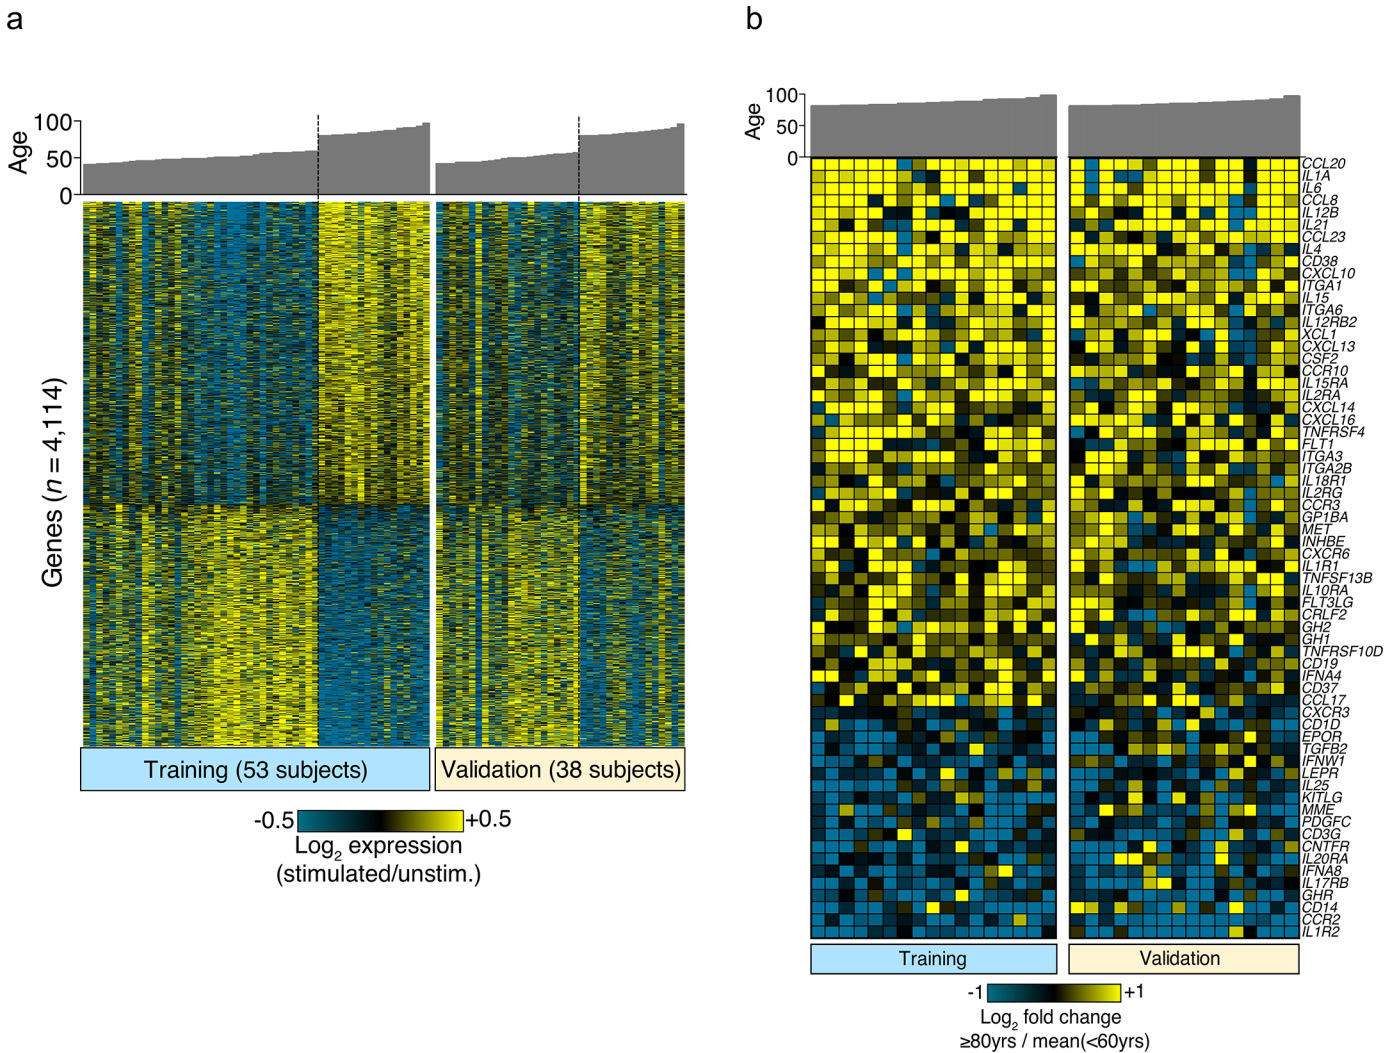 a
Age
100
50
0
Genes (n = 4,114)
Training (53 subjects)
Validation (38 subjects)
-0.5
+0.5
Log2 expression
(stimulated/unstim.)
b
Age
100
50
0
CCL20
IL1A
IL6
CCL8
IL12B
IL21
CCL23
IL4
CD38
CXCL10
ITGA1
IL15
ITGA6
IL12RB2
XCL1
CXCL13
CSF2
CCR10
IL15RA
IL2RA
CXCL14
CXCL16
TNFRSF4
FLT1
ITGA3
ITGA2B
IL18R1
IL2RG
CCR3
GP1BA
MET
INHBE
CXCR6
IL1R1
TNFSF13B
IL10RA
FLT3LG
CRLF2
GH2
GH1
TNFRSF10D
CD19
IFNA4
CD37
CCL17
CXCR3
CD1D
EPOR
TGFB2
IFNW1
LEPR
IL25
KITLG
MME
PDGFC
CD3G
CNTFR
IL20RA
IFNA8
IL17RB
GHR
CD14
CCR2
IL1R2
Training
Validation
-1
+1
Log2 fold change
≥80yrs / mean(<60yrs)